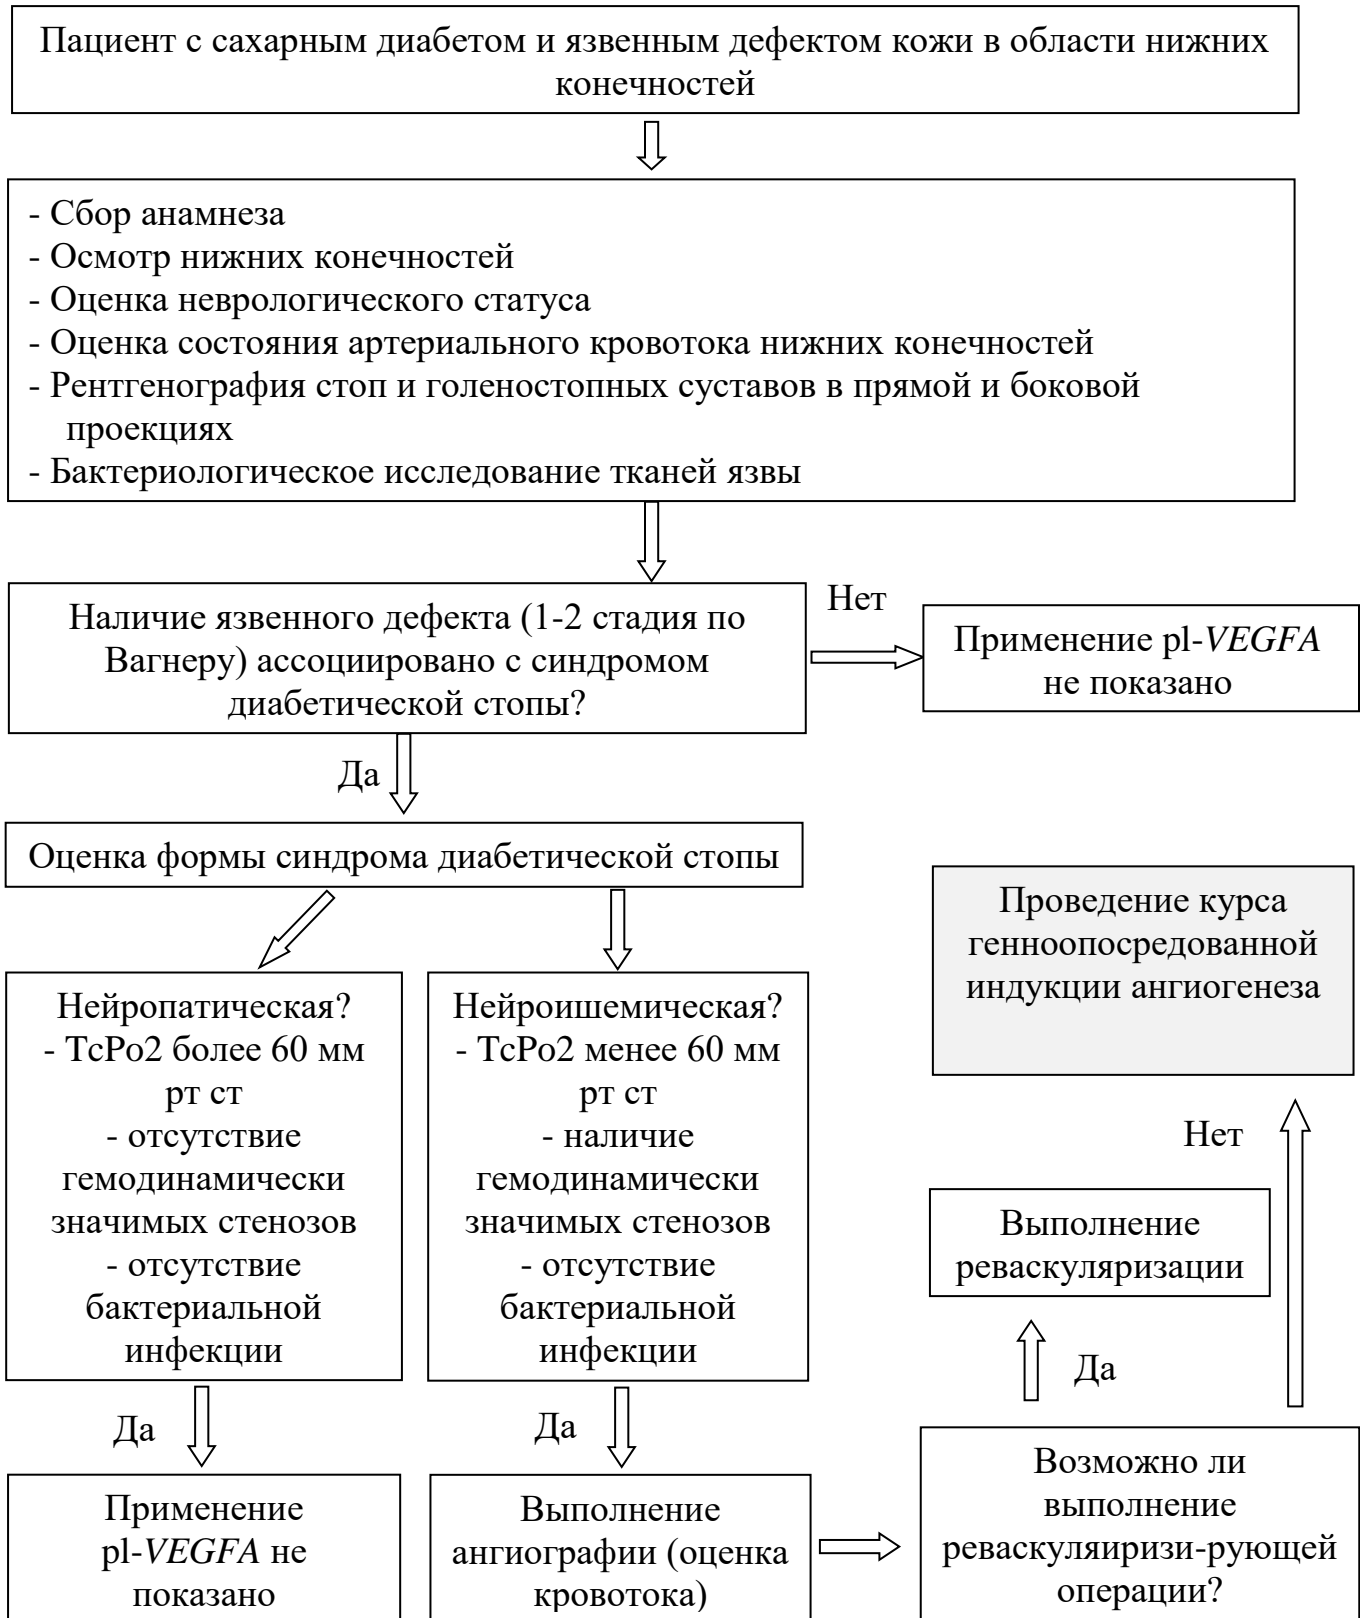 Пациент с сахарным диабетом и язвенным дефектом кожи в области нижних
конечностей
- Сбор анамнеза
- Осмотр нижних конечностей
- Оценка неврологического статуса
- Оценка состояния артериального кровотока нижних конечностей
- Рентгенография стоп и голеностопных суставов в прямой и боковой
проекциях
- Бактериологическое исследование тканей язвы
Наличие язвенного дефекта (1-2 стадия по
Вагнеру) ассоциировано с синдромом
диабетической стопы?
Нет
Применение pl-VEGFA
не показано
Да
Оценка формы синдрома диабетической стопы
Нейропатическая?
- TcPo2 более 60 мм
рт ст
- отсутствие
гемодинамически
значимых стенозов
- отсутствие
бактериальной
инфекции
Да
Применение
pl-VEGFA не
показано
Нейроишемическая?
- TcPo2 менее 60 мм
рт ст
- наличие
гемодинамически
значимых стенозов
- отсутствие
бактериальной
инфекции
Да
Выполнение
ангиографии (оценка
кровотока)
Возможно ли
выполнение
реваскуляиризи-рующей
операции?
Да
Выполнение
реваскуляризации
Нет
Проведение курса
генноопосредованной
индукции ангиогенеза